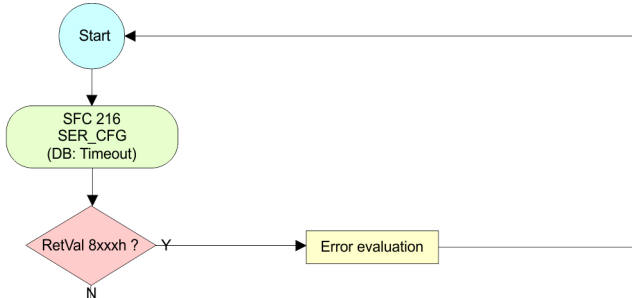 Start
SFC 216
SER_CFG
(DB: Timeout)
RetVal 8xxxh ?
Y
Error evaluation
N